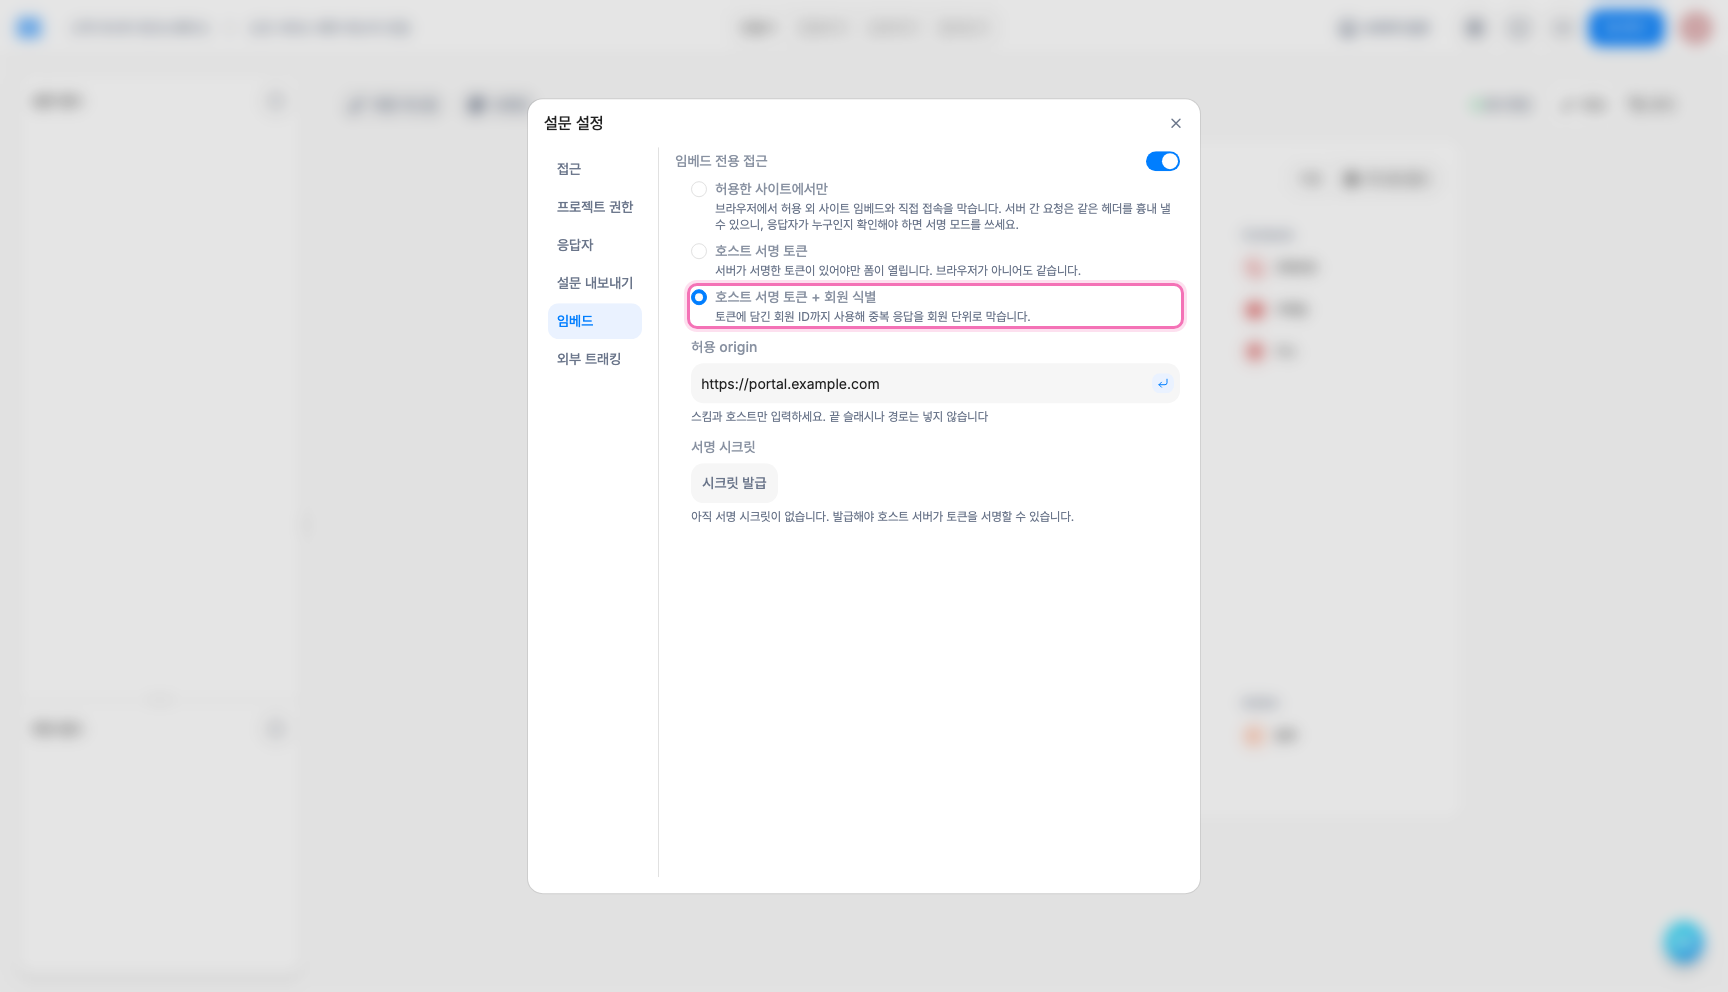 설문 설정
접근
프로젝트 권한
응답자
설문 내보내기
임베드
외부 트래킹
임베드 전용 접근
허용한 사이트에서만
브라우저에서 허용 외 사이트 임베드와 직접 접속을 막습니다. 서버 간 요청은 같은 헤더를 흉내 낼
수 있으니, 응답자가 누구인지 확인해야 하면 서명 모드를 쓰세요.
호스트 서명 토큰
서버가 서명한 토큰이 있어야만 폼이 열립니다. 브라우저가 아니어도 같습니다.
호스트 서명 토큰 + 회원 식별
토큰에 담긴 회원 ID까지 사용해 중복 응답을 회원 단위로 막습니다.
허용 origin
https://portal.example.com
스킴과 호스트만 입력하세요. 끝 슬래시나 경로는 넣지 않습니다
서명 시크릿
시크릿 발급
아직 서명 시크릿이 없습니다. 발급해야 호스트 서버가 토큰을 서명할 수 있습니다.